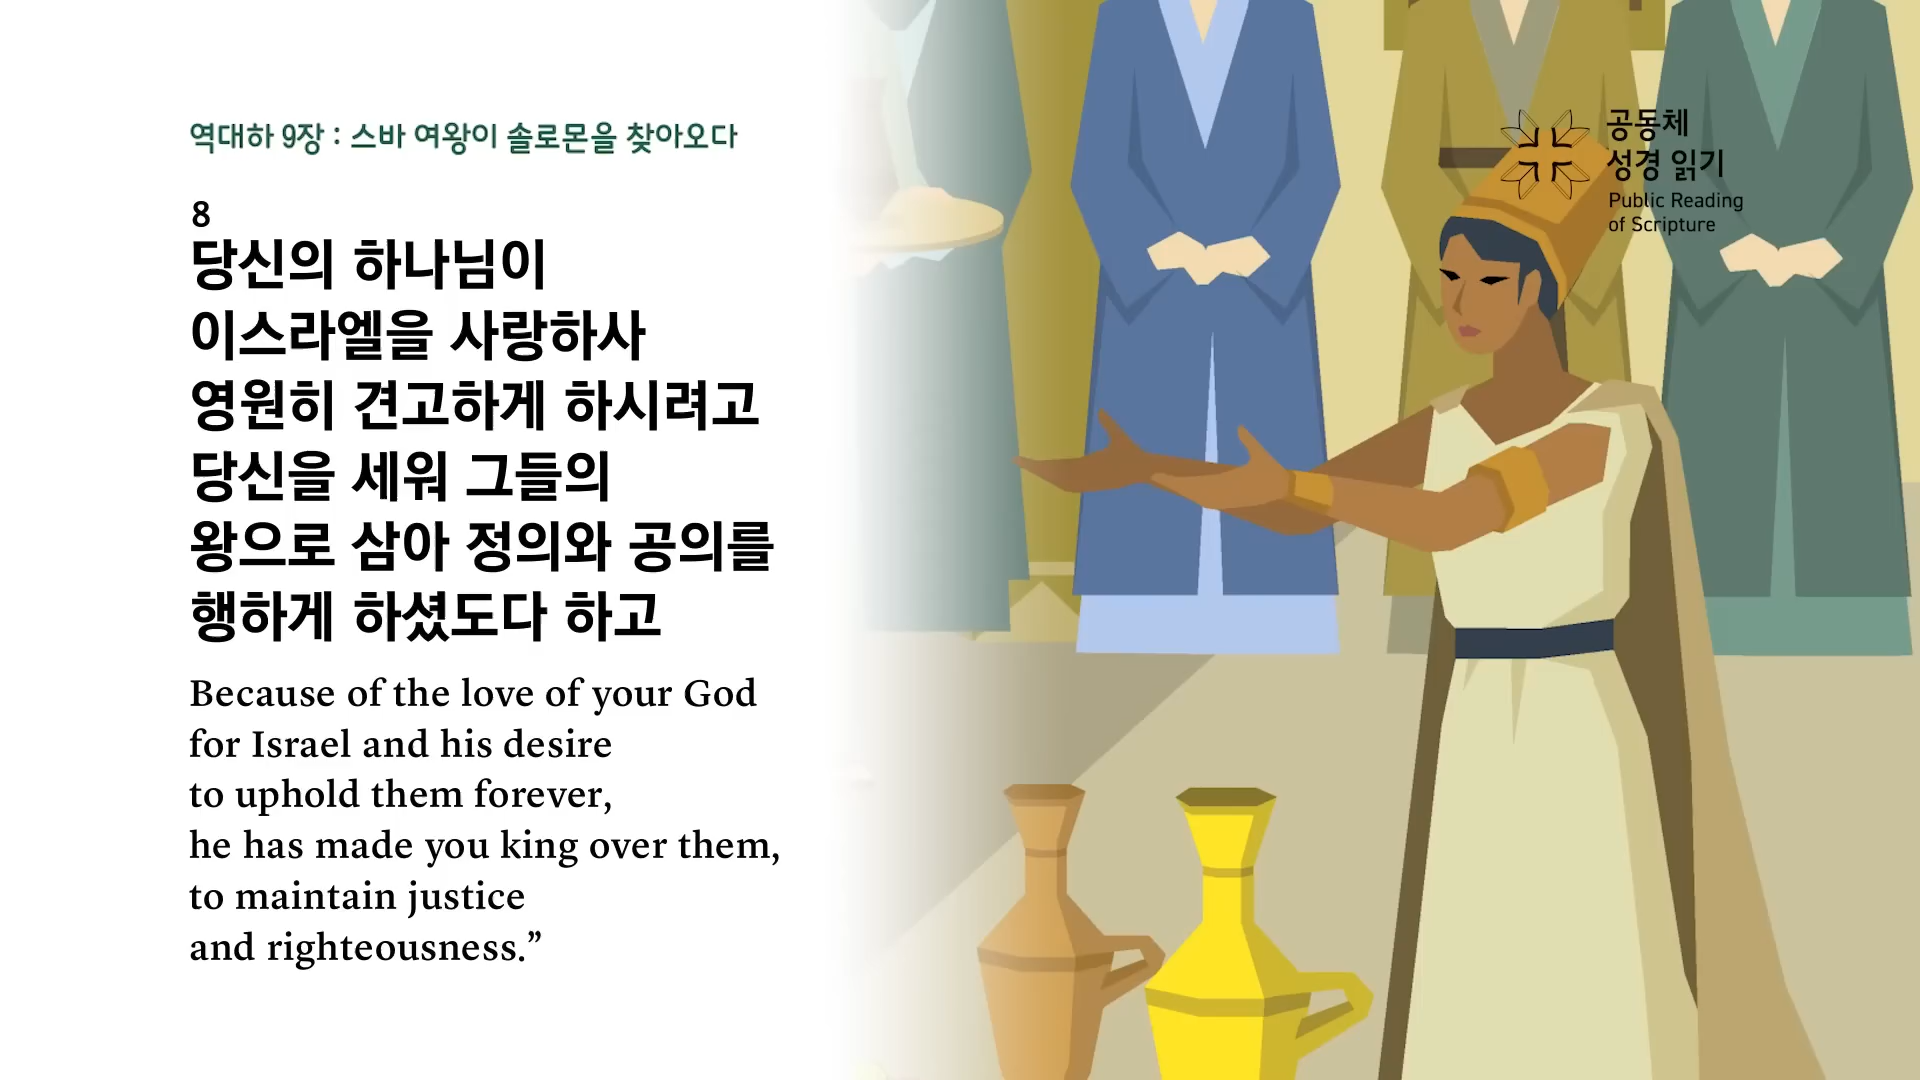 역대하 9장 : 스바 여왕이 솔로몬을 찾아오다
8
당신의 하나님이
이스라엘을 사랑하사
영원히 견고하게 하시려고
당신을 세워 그들의
왕으로 삼아 정의와 공의를
행하게 하셨도다 하고
Because of the love of your God
for Israel and his desire
to uphold them forever,
he has made you king over them,
to maintain justice
and righteousness.”
공동체
성경 읽기
Public Reading
of Scripture